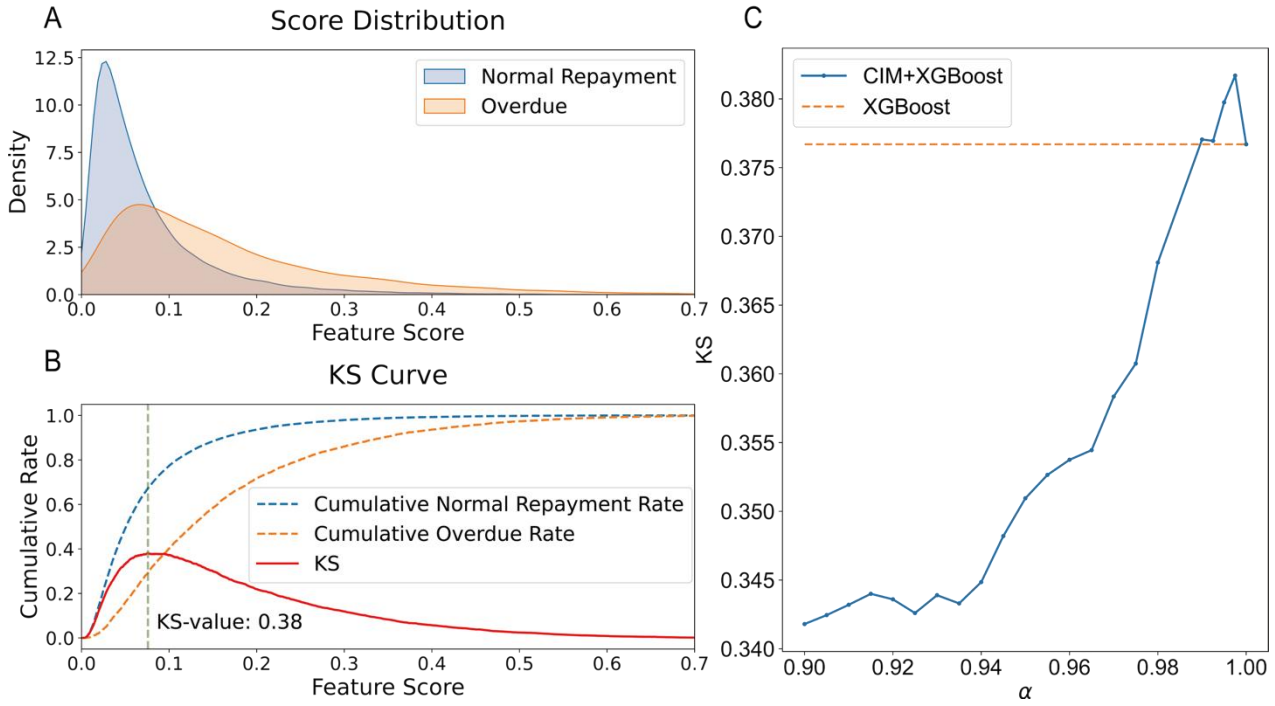 A
Score Distribution
12.5
10.0
7.5
5.0
2.5
0.0
Density
Normal Repayment
Overdue
0.0 0.1 0.2 0.3 0.4 0.5 0.6 0.7
Feature Score
B
KS Curve
1.0
0.8
0.6
0.4
0.2
0.0
Cumulative Rate
Cumulative Normal Repayment Rate
Cumulative Overdue Rate
KS
KS-value: 0.38
0.0 0.1 0.2 0.3 0.4 0.5 0.6 0.7
Feature Score
C
CIM+XGBoost
XGBoost
0.380
0.375
0.370
0.365
0.360
0.355
0.350
0.345
0.340
KS
0.90 0.92 0.94 0.96 0.98 1.00
α